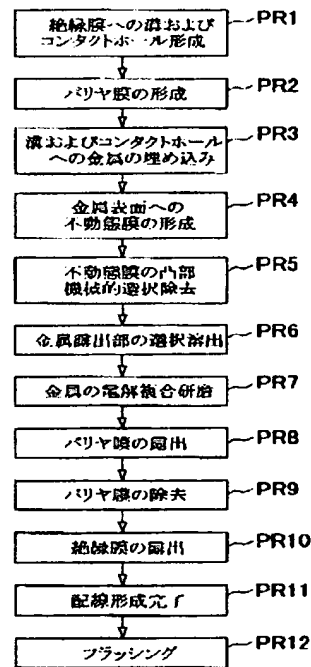 絶縁膜への溝および
コンタクトホール形成
PR1
バリヤ膜の形成
PR2
溝およびコンタクトホール
への金属の埋め込み
PR3
金属表面への
不動態膜の形成
PR4
不動態膜の凸部
機械的選択除去
PR5
金属露出部の選択溶出
PR6
金属の電解複合研磨
PR7
バリヤ膜の露出
PR8
バリヤ膜の除去
PR9
絶縁膜の露出
PR10
配線形成完了
PR11
フラッシング
PR12